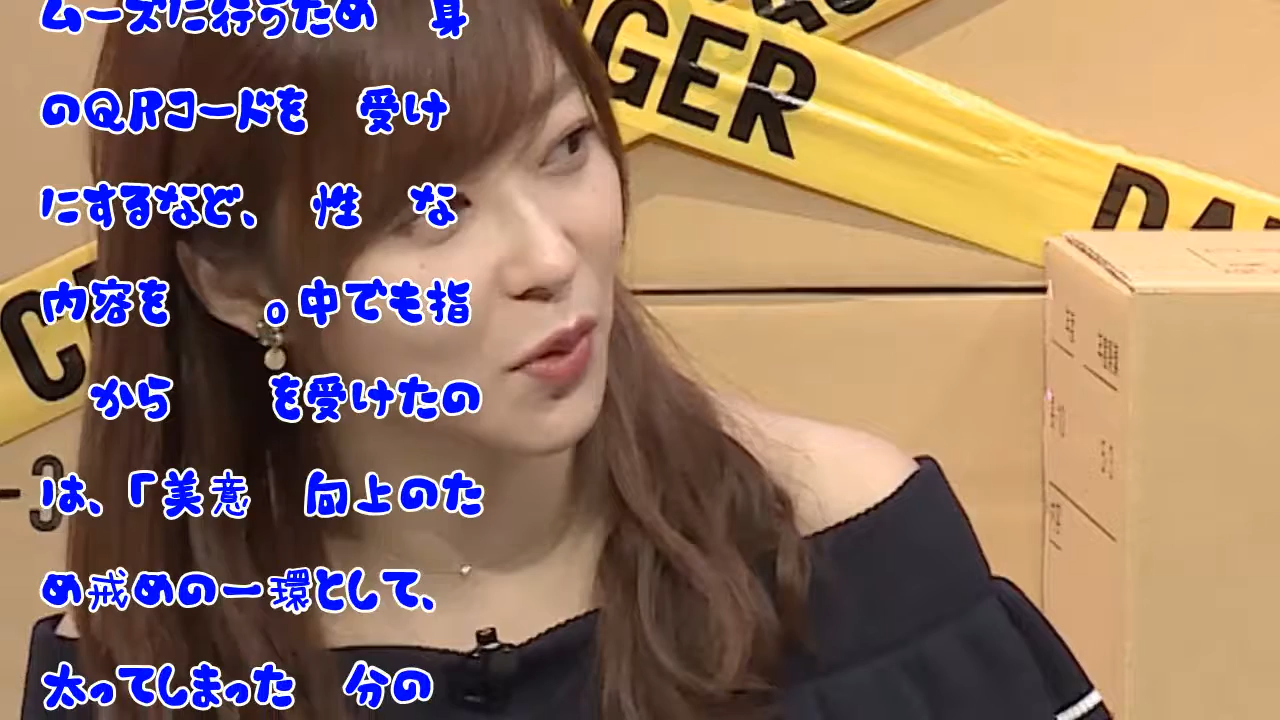 ムーズに行うため 身
のQRコードを 受け
にするなど、 性 な
内容を 。中でも指
から を受けたの
は、「美意 向上のた
め戒めの一環として、
太ってしまった 分の
GER
DA
C